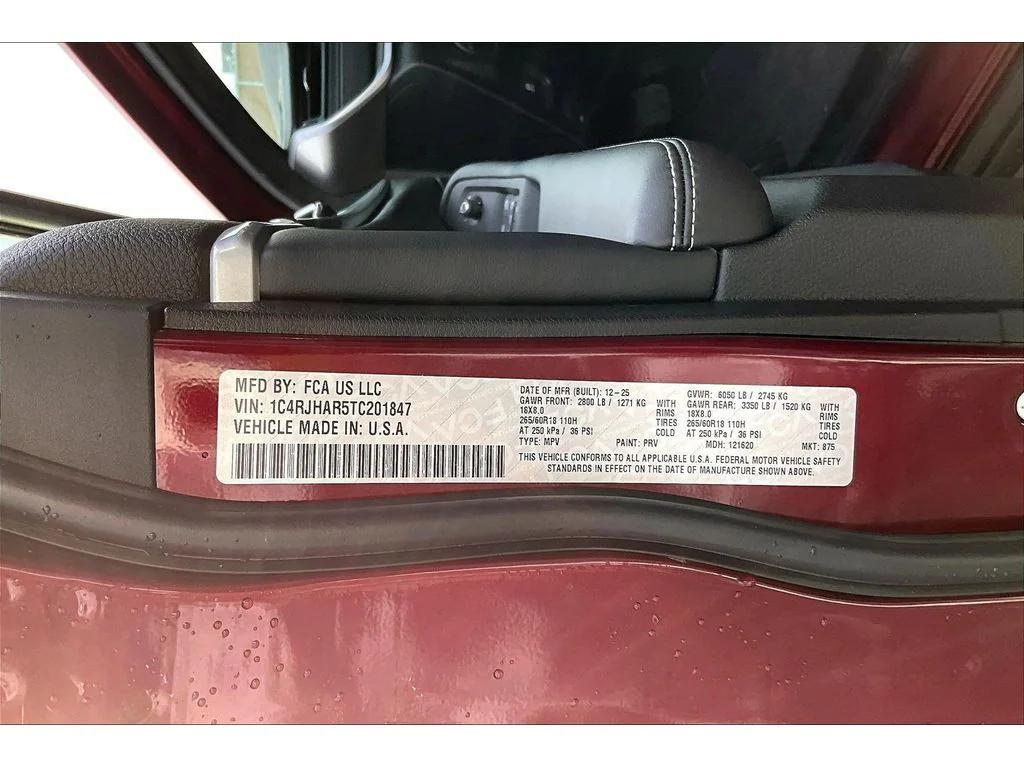 MFD BY: FCA US LLC
VIN: 1C4RJHAR5TC201847
VEHICLE MADE IN: U.S.A.
DATE OF MFR (BUILT): 12-25
GAWR FRONT: 2800 LB / 1271 KG WITH
18X8.0 RIMS
265/60R18 110H TIRES
AT 250 kPa / 36 PSI COLD
TYPE: MPV PAINT: PRV
GVWR: 6050 LB / 2745 KG
GAWR REAR: 3350 LB / 1520 KG WITH
18X8.0 RIMS
265/60R18 110H TIRES
AT 250 kPa / 36 PSI COLD
MDH: 121620 MKT: 875
THIS VEHICLE CONFORMS TO ALL APPLICABLE U.S.A. FEDERAL MOTOR VEHICLE SAFETY
STANDARDS IN EFFECT ON THE DATE OF MANUFACTURE SHOWN ABOVE.